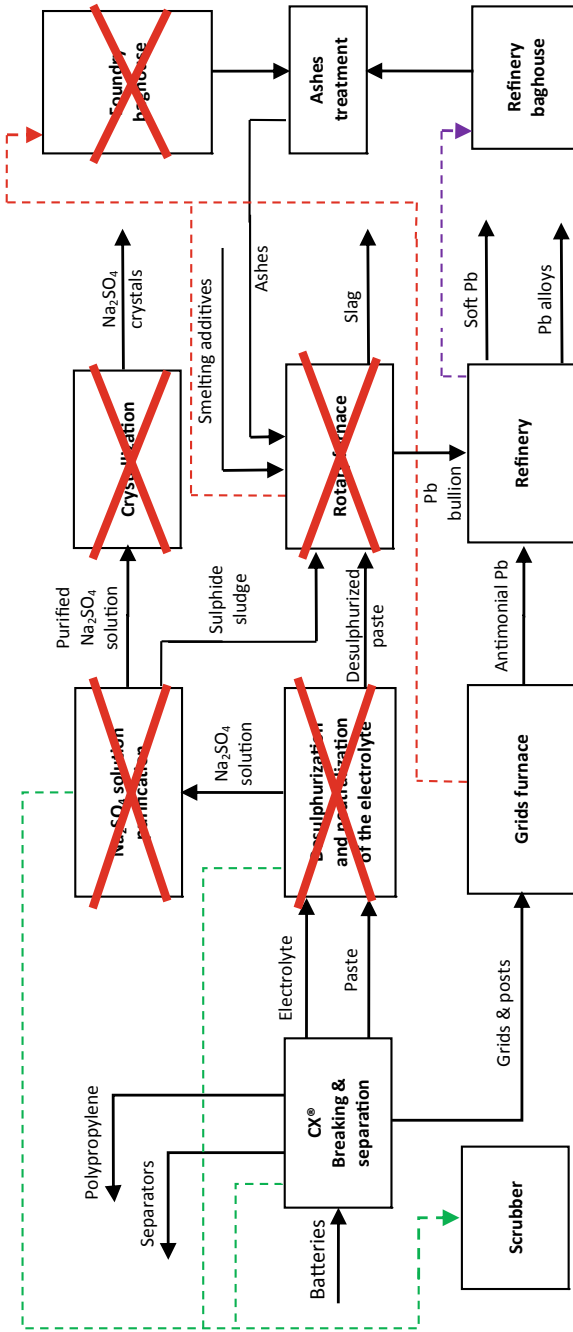 Polypropylene
Separators
Na₂SO₄ solution
purification
Purified
Na₂SO₄
solution
Crystallization
Na₂SO₄
crystals
Foundry
baghouse
Batteries
CX®
Breaking &
separation
Electrolyte
Paste
Na₂SO₄
solution
Desulphurization
and neutralization
of the electrolyte
Sulphide
sludge
Desulphurized
paste
Smelting additives
Ashes
Rotary furnace
Slag
Ashes
treatment
Scrubber
Grids & posts
Grids furnace
Antimonial Pb
Pb
bullion
Refinery
Soft Pb
Pb alloys
Refinery
baghouse